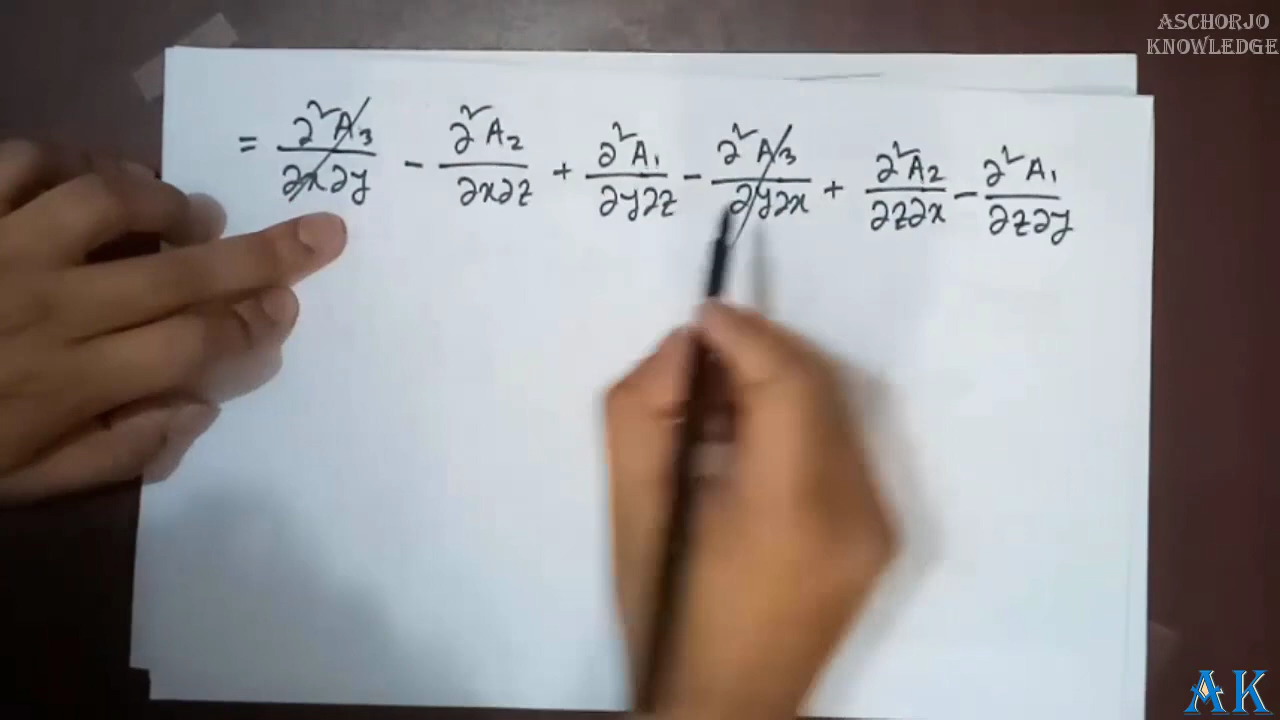 ASCHORJO
KNOWLEDGE
= ∂²A₃/∂x∂y - ∂²A₂/∂x∂z + ∂²A₁/∂y∂z - ∂²A₃/∂y∂x + ∂²A₂/∂z∂x - ∂²A₁/∂z∂y
AK